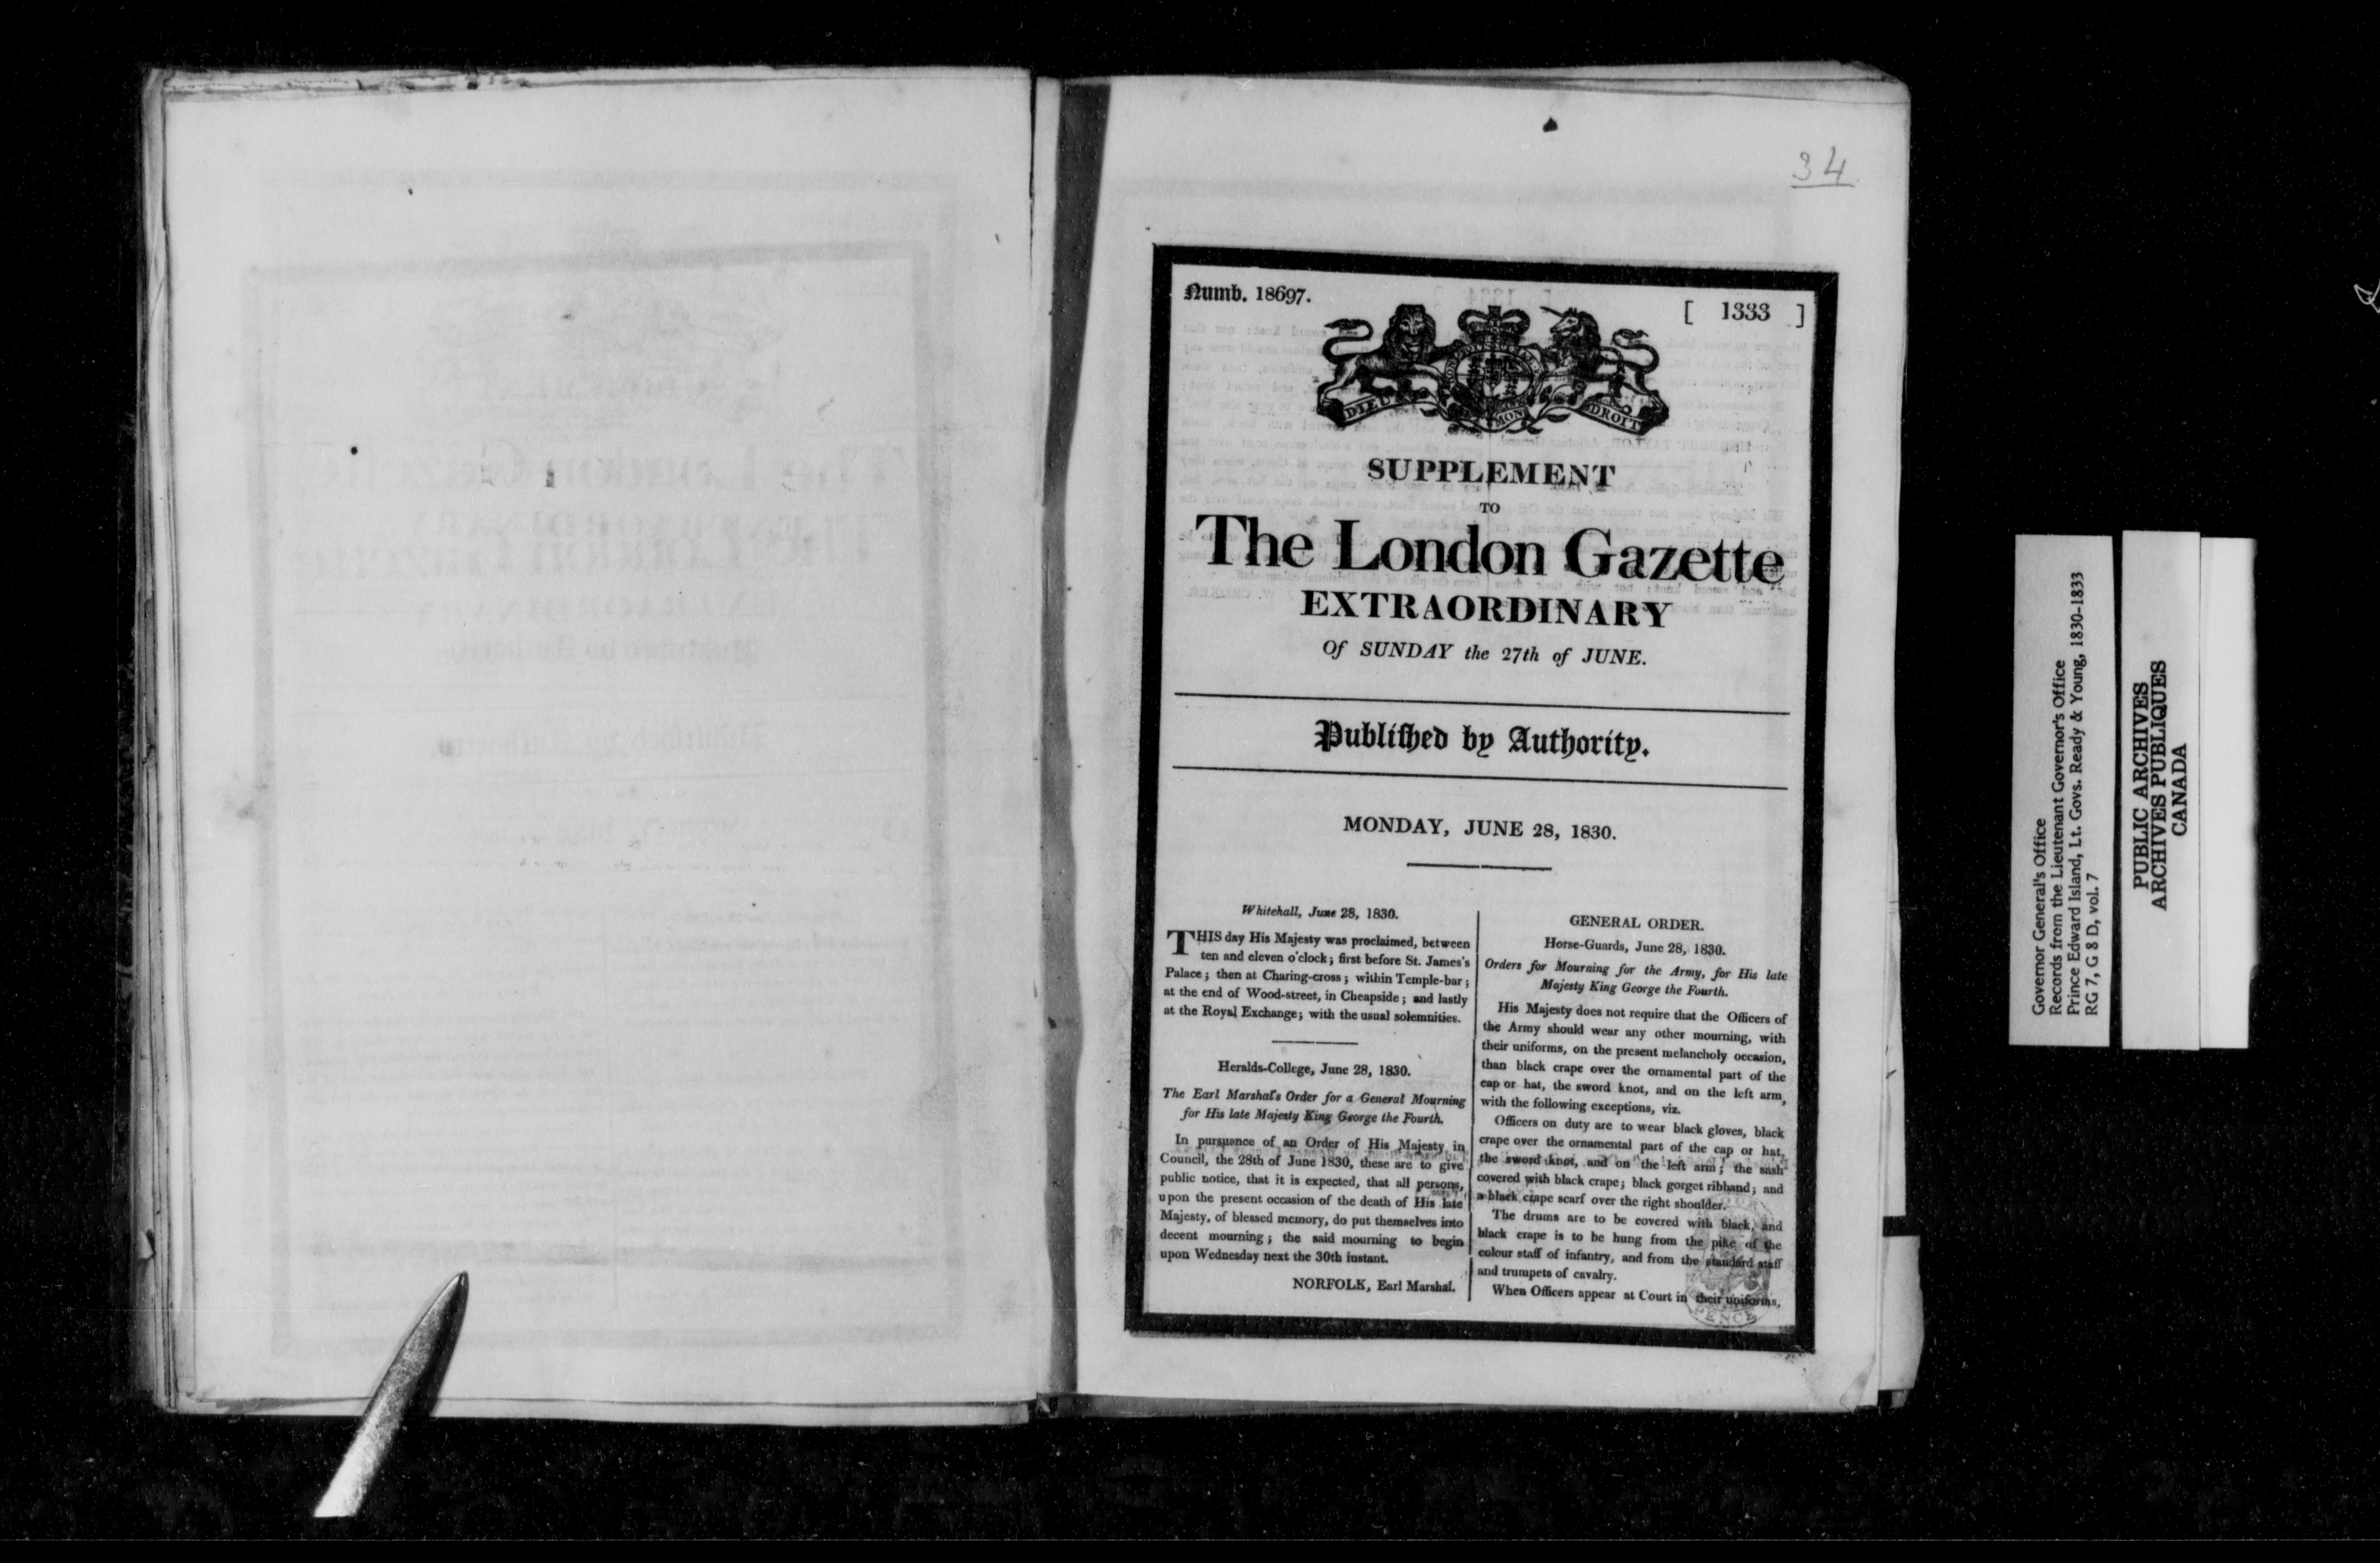 34
Numb. 18697.
[ 1333 ]
DIEU ET MON DROIT
SUPPLEMENT
TO
The London Gazette
EXTRAORDINARY
Of SUNDAY the 27th of JUNE.
Publiſhed by Authority.
MONDAY, JUNE 28, 1830.
Whitehall, June 28, 1830.
THIS day His Majesty was proclaimed, between
ten and eleven o'clock; first before St. James's
Palace; then at Charing-cross; within Temple-bar;
at the end of Wood-street, in Cheapside; and lastly
at the Royal Exchange; with the usual solemnities.
Heralds-College, June 28, 1830.
The Earl Marshal's Order for a General Mourning
for His late Majesty King George the Fourth.
In pursuance of an Order of His Majesty in
Council, the 28th of June 1830, these are to give
public notice, that it is expected, that all persons,
upon the present occasion of the death of His late
Majesty, of blessed memory, do put themselves into
decent mourning; the said mourning to begin
upon Wednesday next the 30th instant.
NORFOLK, Earl Marshal.
GENERAL ORDER.
Horse-Guards, June 28, 1830.
Orders for Mourning for the Army, for His late
Majesty King George the Fourth.
His Majesty does not require that the Officers of
the Army should wear any other mourning, with
their uniforms, on the present melancholy occasion,
than black crape over the ornamental part of the
cap or hat, the sword knot, and on the left arm,
with the following exceptions, viz.
Officers on duty are to wear black gloves, black
crape over the ornamental part of the cap or hat,
the sword knot, and on the left arm; the sash
covered with black crape; black gorget ribband; and
a black crape scarf over the right shoulder.
The drums are to be covered with black, and
black crape is to be hung from the pike of the
colour staff of infantry, and from the standard staff
and trumpets of cavalry.
When Officers appear at Court in their uniforms,
PENCE
Governor General's Office
Records from the Lieutenant Governor's Office
Prince Edward Island, Lt. Govs. Ready & Young, 1830-1833
RG 7, G 8 D, vol. 7
PUBLIC ARCHIVES
ARCHIVES PUBLIQUES
CANADA